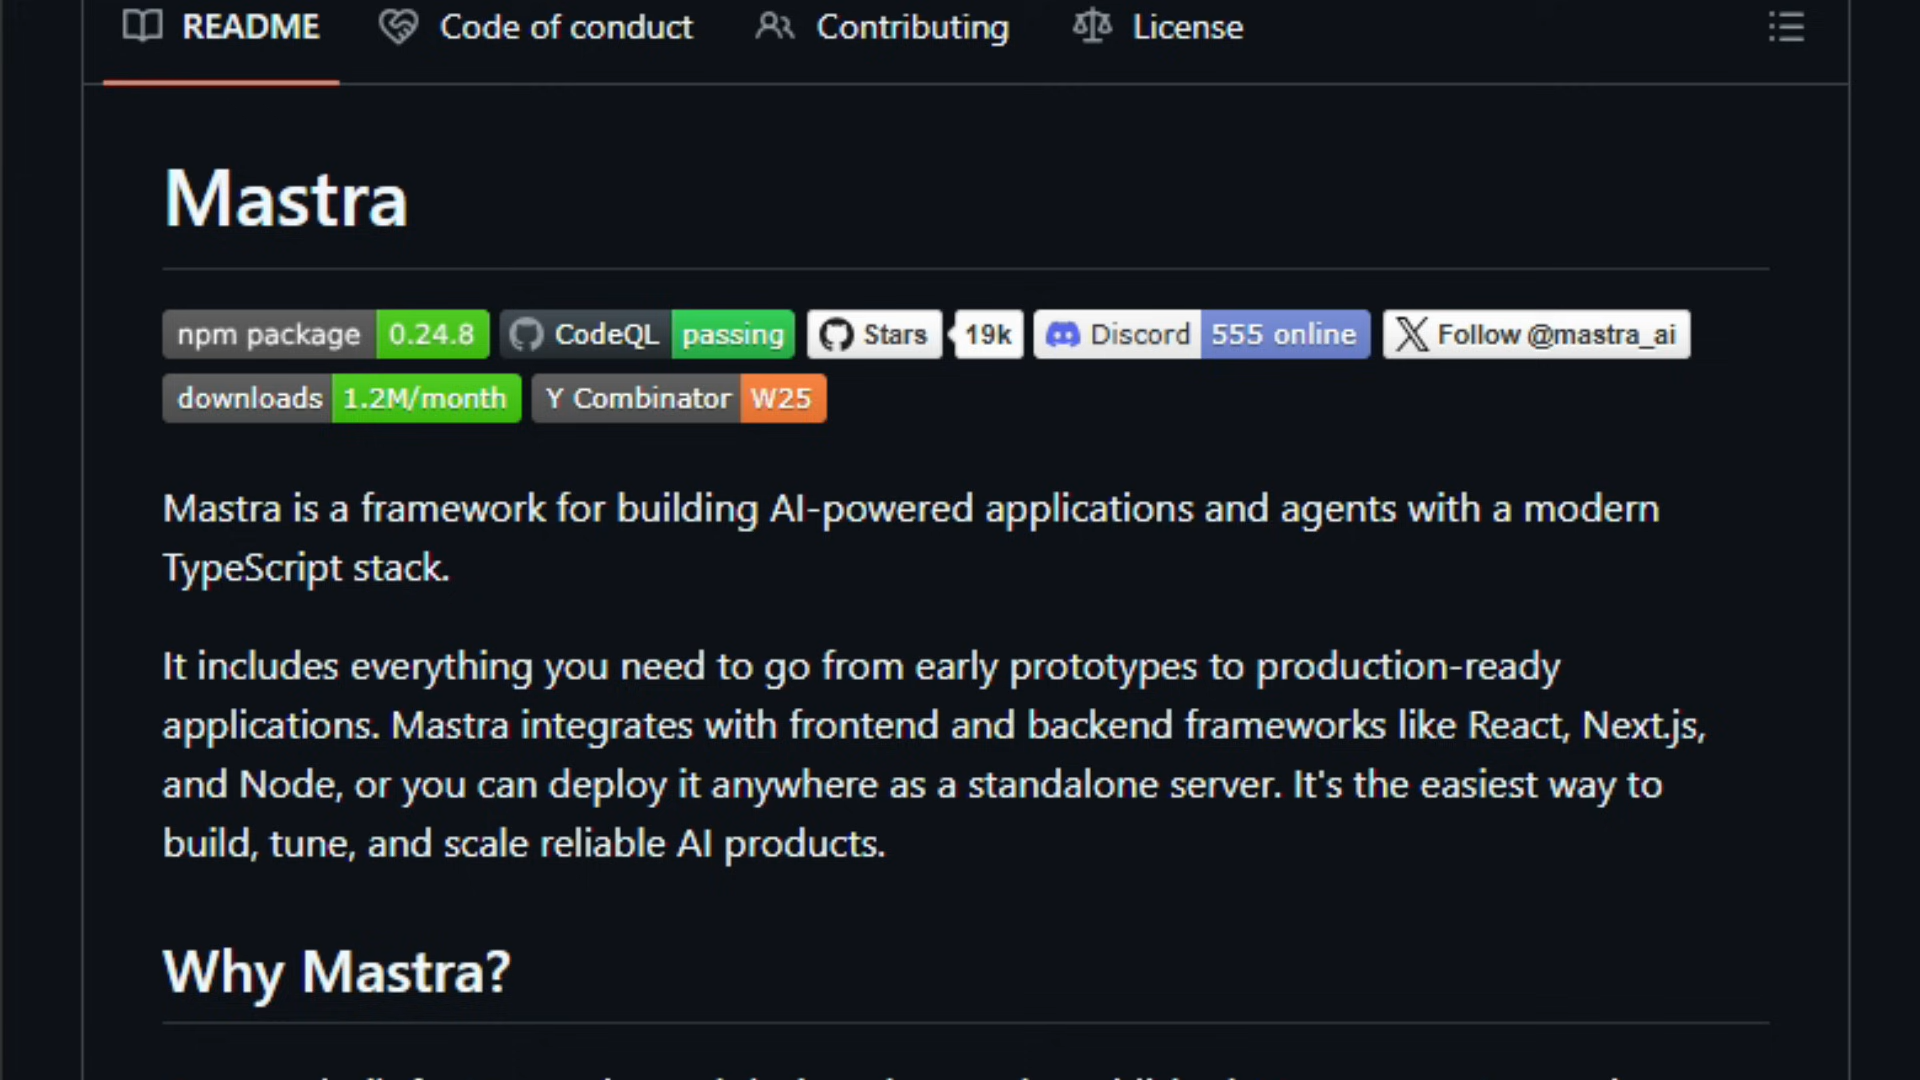 README Code of conduct Contributing License
Mastra
npm package 0.24.8 CodeQL passing Stars 19k Discord 555 online Follow @mastra_ai
downloads 1.2M/month Y Combinator W25
Mastra is a framework for building AI-powered applications and agents with a modern
TypeScript stack.
It includes everything you need to go from early prototypes to production-ready
applications. Mastra integrates with frontend and backend frameworks like React, Next.js,
and Node, or you can deploy it anywhere as a standalone server. It's the easiest way to
build, tune, and scale reliable AI products.
Why Mastra?